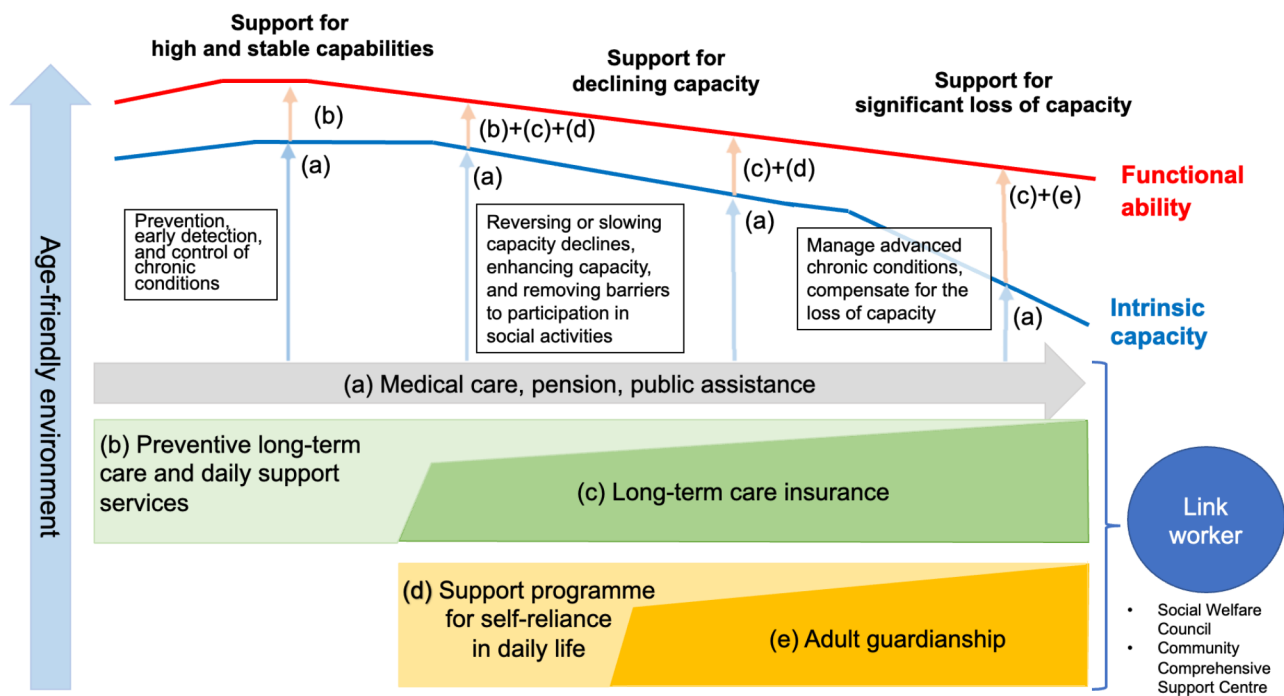 Support for
high and stable capabilities
Support for
declining capacity
Support for
significant loss of capacity
(b)
(b)+(c)+(d)
(c)+(d)
(c)+(e)
(a)
(a)
(a)
(a)
Functional
ability
Intrinsic
capacity
Prevention,
early detection,
and control of
chronic
conditions
Reversing or slowing
capacity declines,
enhancing capacity,
and removing barriers
to participation in
social activities
Manage advanced
chronic conditions,
compensate for the
loss of capacity
Age-friendly environment
(a) Medical care, pension, public assistance
(b) Preventive long-term
care and daily support
services
(c) Long-term care insurance
(d) Support programme
for self-reliance
in daily life
(e) Adult guardianship
Link
worker
• Social Welfare
Council
• Community
Comprehensive
Support Centre